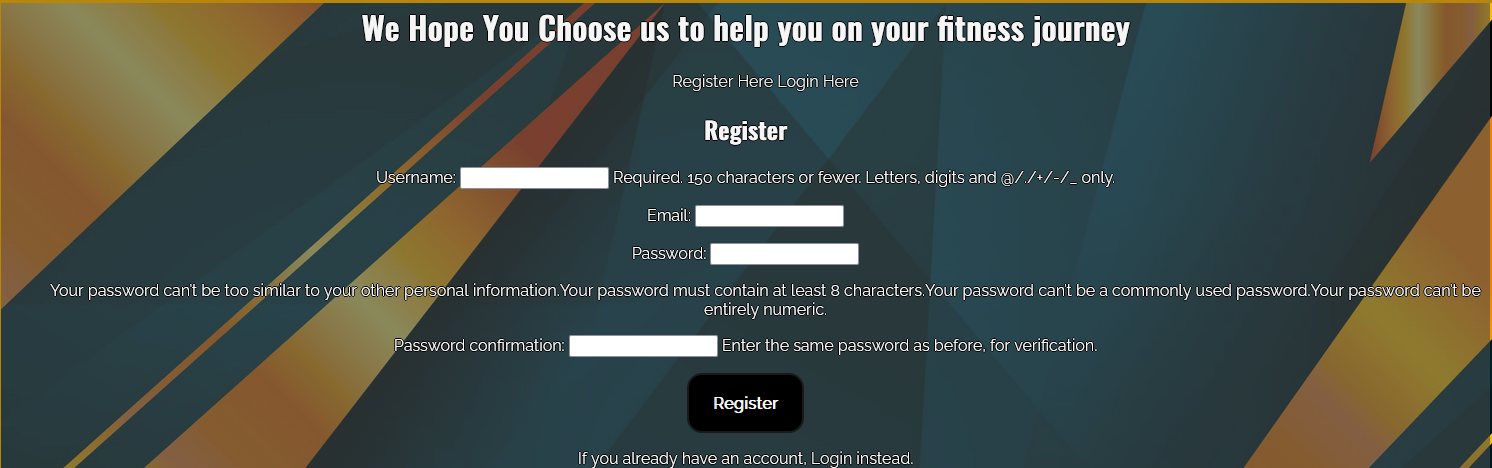 We Hope You Choose us to help you on your fitness journey
Register Here Login Here
Register
Username: Required. 150 characters or fewer. Letters, digits and @/./+/-/_ only.
Email:
Password:
Your password can't be too similar to your other personal information.Your password must contain at least 8 characters.Your password can't be a commonly used password.Your password can't be
entirely numeric.
Password confirmation: Enter the same password as before, for verification.
Register
If you already have an account, Login instead.